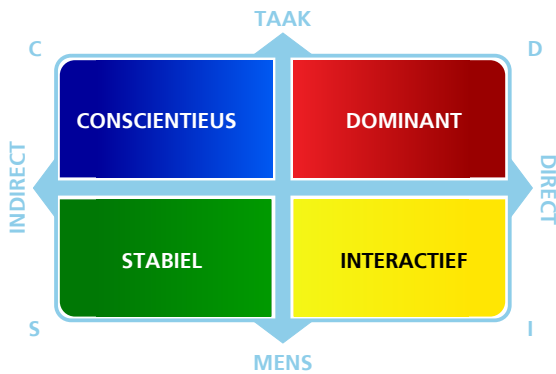 TAAK
C
D
CONSCIENTIEUS
DOMINANT
INDIRECT
DIRECT
STABIEL
INTERACTIEF
S
I
MENS